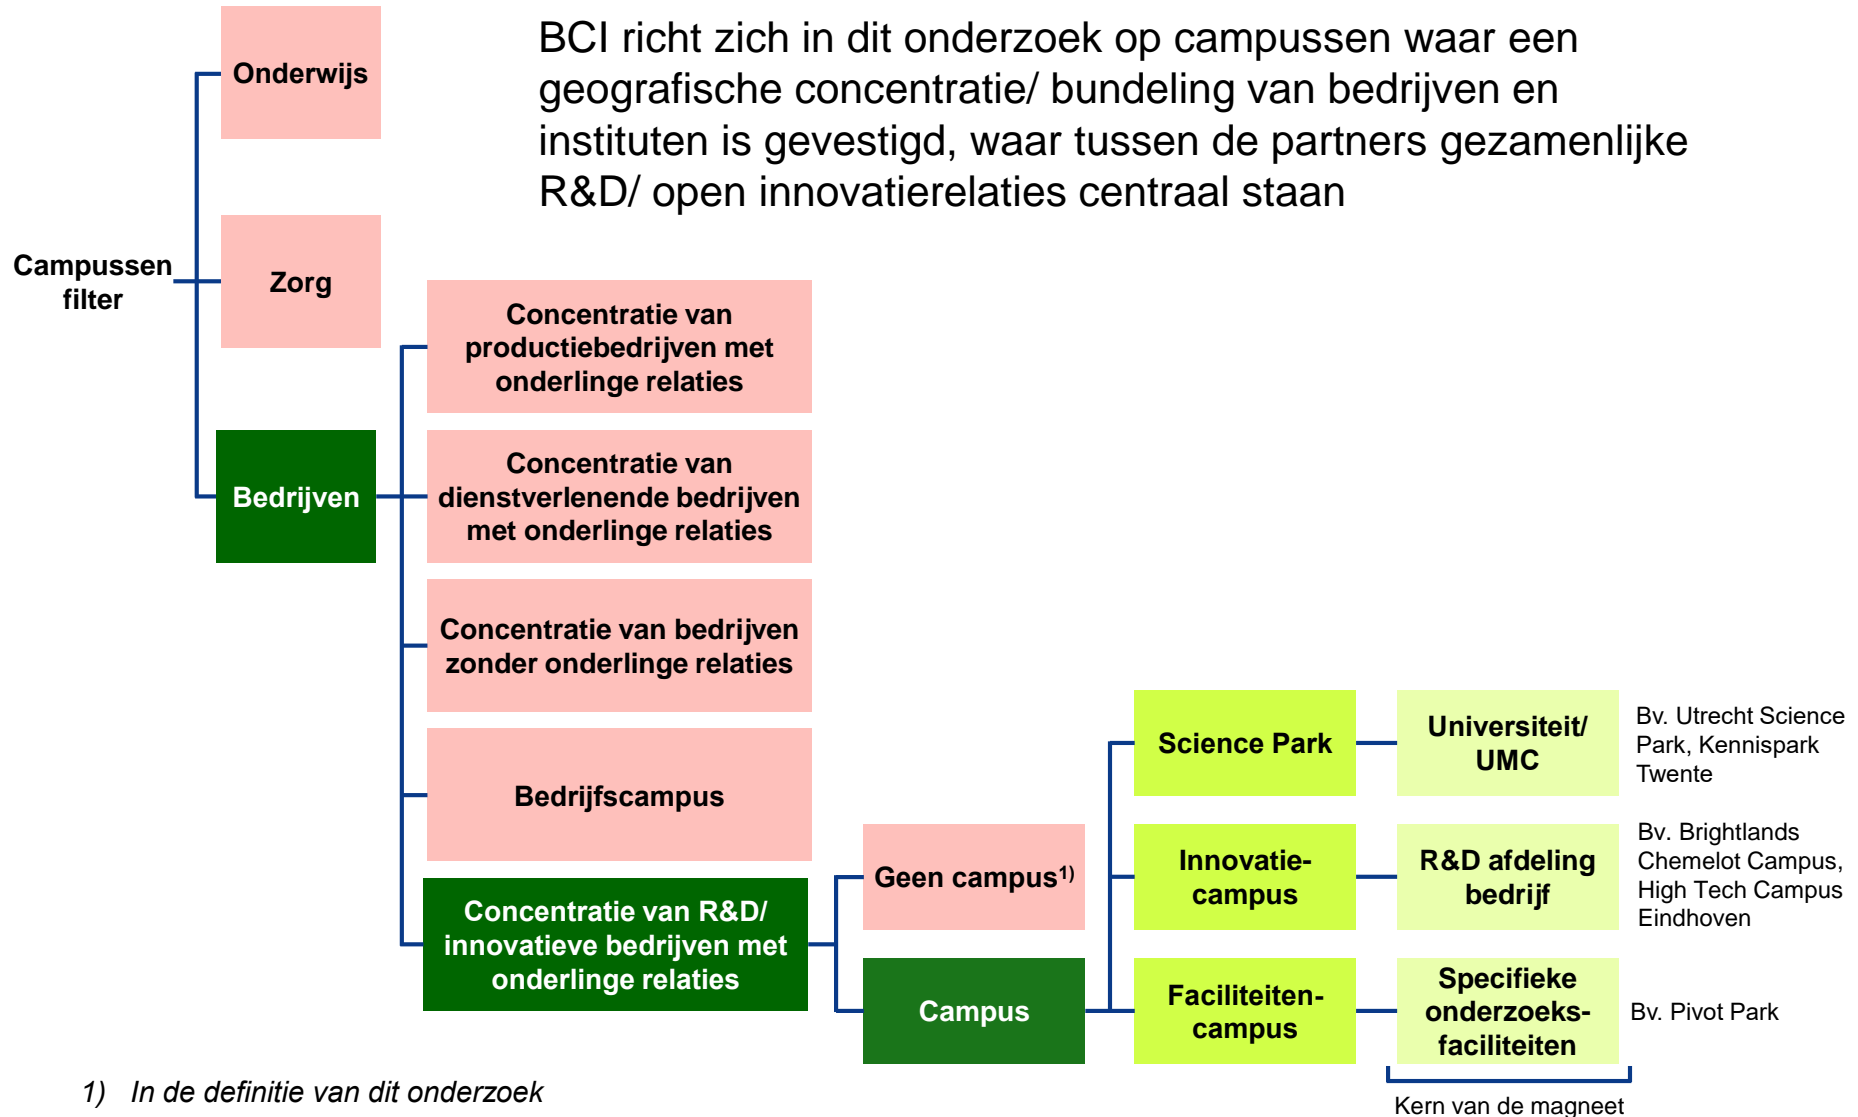 BCI richt zich in dit onderzoek op campussen waar een
geografische concentratie/ bundeling van bedrijven en
instituten is gevestigd, waar tussen de partners gezamenlijke
R&D/ open innovatierelaties centraal staan
Campussen
filter
Onderwijs
Zorg
Bedrijven
Concentratie van
productiebedrijven met
onderlinge relaties
Concentratie van
dienstverlenende bedrijven
met onderlinge relaties
Concentratie van bedrijven
zonder onderlinge relaties
Bedrijfscampus
Concentratie van R&D/
innovatieve bedrijven met
onderlinge relaties
Geen campus1)
Campus
Science Park
Universiteit/
UMC
Bv. Utrecht Science
Park, Kennispark
Twente
Innovatie-
campus
R&D afdeling
bedrijf
Bv. Brightlands
Chemelot Campus,
High Tech Campus
Eindhoven
Faciliteiten-
campus
Specifieke
onderzoeks-
faciliteiten
Bv. Pivot Park
Kern van de magneet
1) In de definitie van dit onderzoek